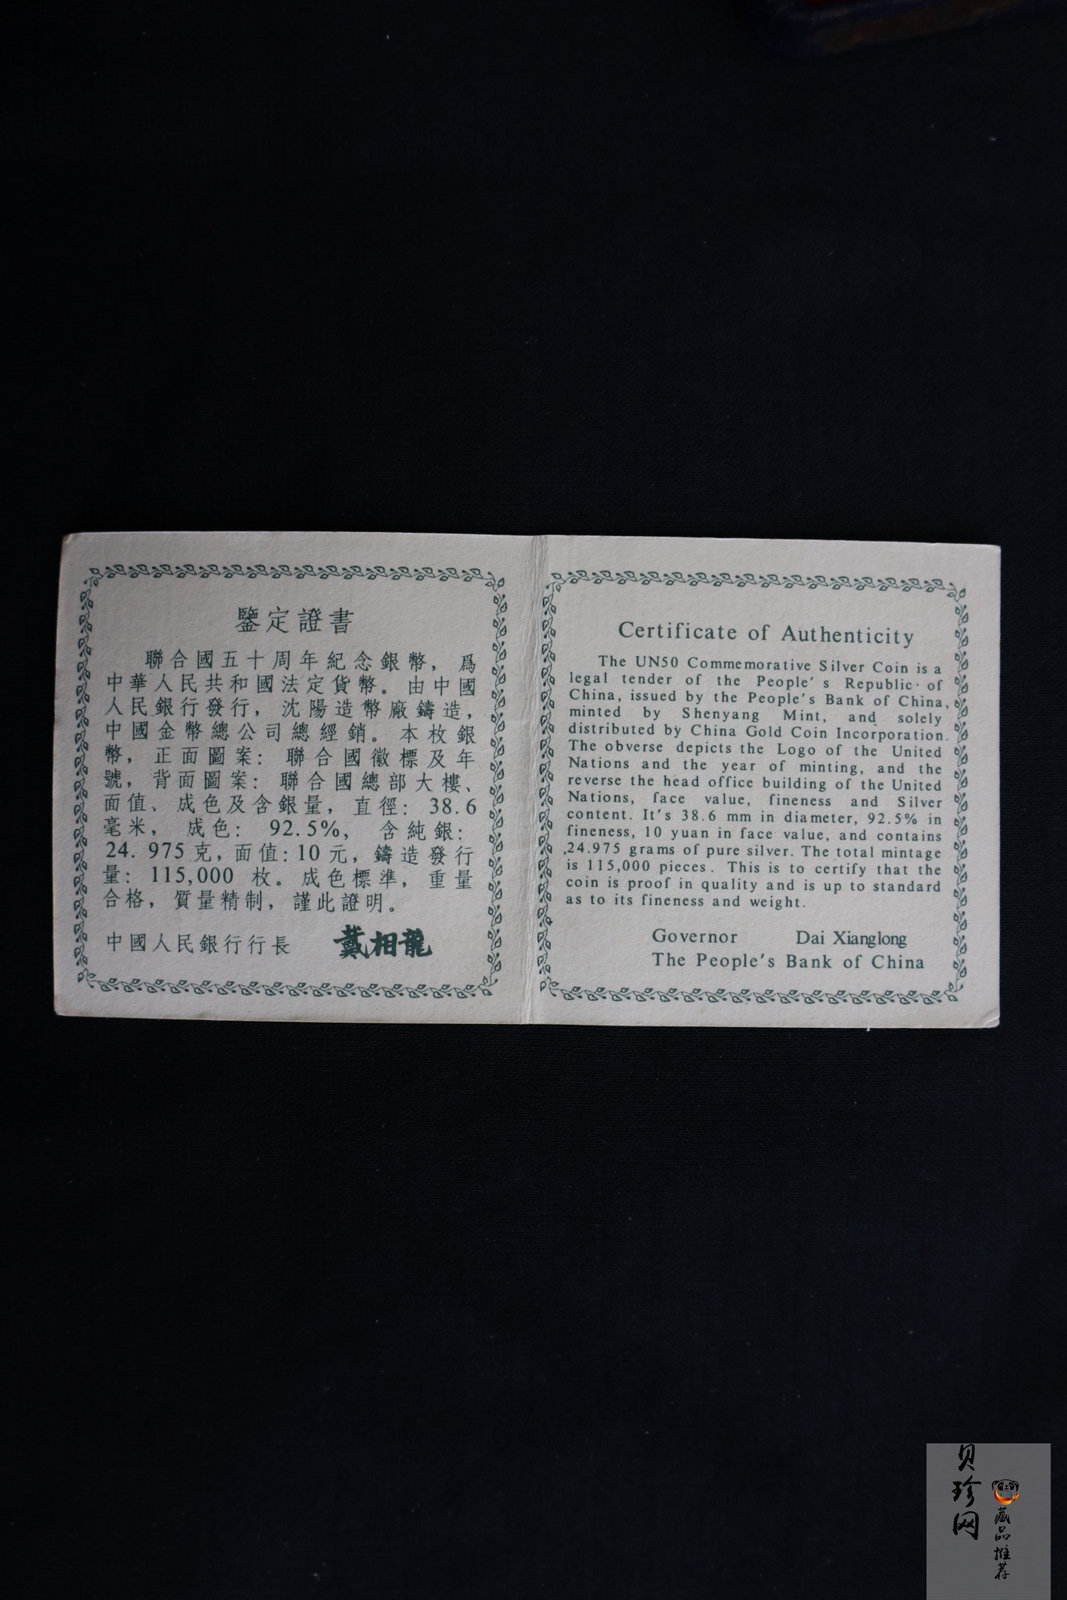 鑒定證書
聯合國五十周年紀念銀幣，爲
中華人民共和國法定貨幣。由中國
人民銀行發行，沈陽造幣廠鑄造，
中國金幣總公司總經銷。本枚銀
幣，正面圖案：聯合國徽標及年
號，背面圖案：聯合國總部大樓、
面值、成色及含銀量，直徑：38.6
毫米，成色：92.5%，含純銀：
24.975克，面值：10元，鑄造發行
量：115,000枚。成色標準，重量
合格，質量精制，謹此證明。
中國人民銀行行長 戴相龍
Certificate of Authenticity
The UN50 Commemorative Silver Coin is a
legal tender of the People's Republic of
China, issued by the People's Bank of China,
minted by Shenyang Mint, and solely
distributed by China Gold Coin Incorporation.
The obverse depicts the Logo of the United
Nations and the year of minting, and the
reverse the head office building of the United
Nations, face value, fineness and Silver
content. It's 38.6 mm in diameter, 92.5% in
fineness, 10 yuan in face value, and contains
24.975 grams of pure silver. The total mintage
is 115,000 pieces. This is to certify that the
coin is proof in quality and is up to standard
as to its fineness and weight.
Governor Dai Xianglong
The People's Bank of China
贝珍网
藏品推荐